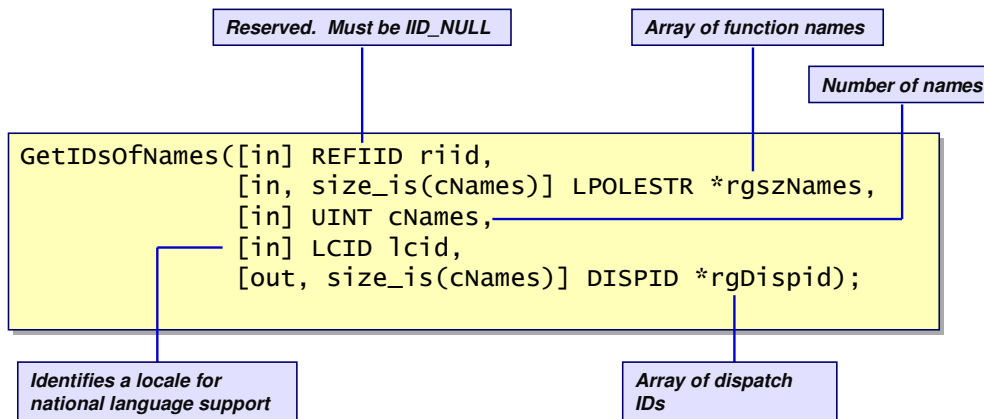 Reserved. Must be IID_NULL
Array of function names
Number of names
GetIDsOfNames([in] REFIID riid,
[in, size_is(cNames)] LPOLESTR *rgszNames,
[in] UINT cNames,
[in] LCID lcid,
[out, size_is(cNames)] DISPID *rgDispid);
Identifies a locale for
national language support
Array of dispatch
IDs